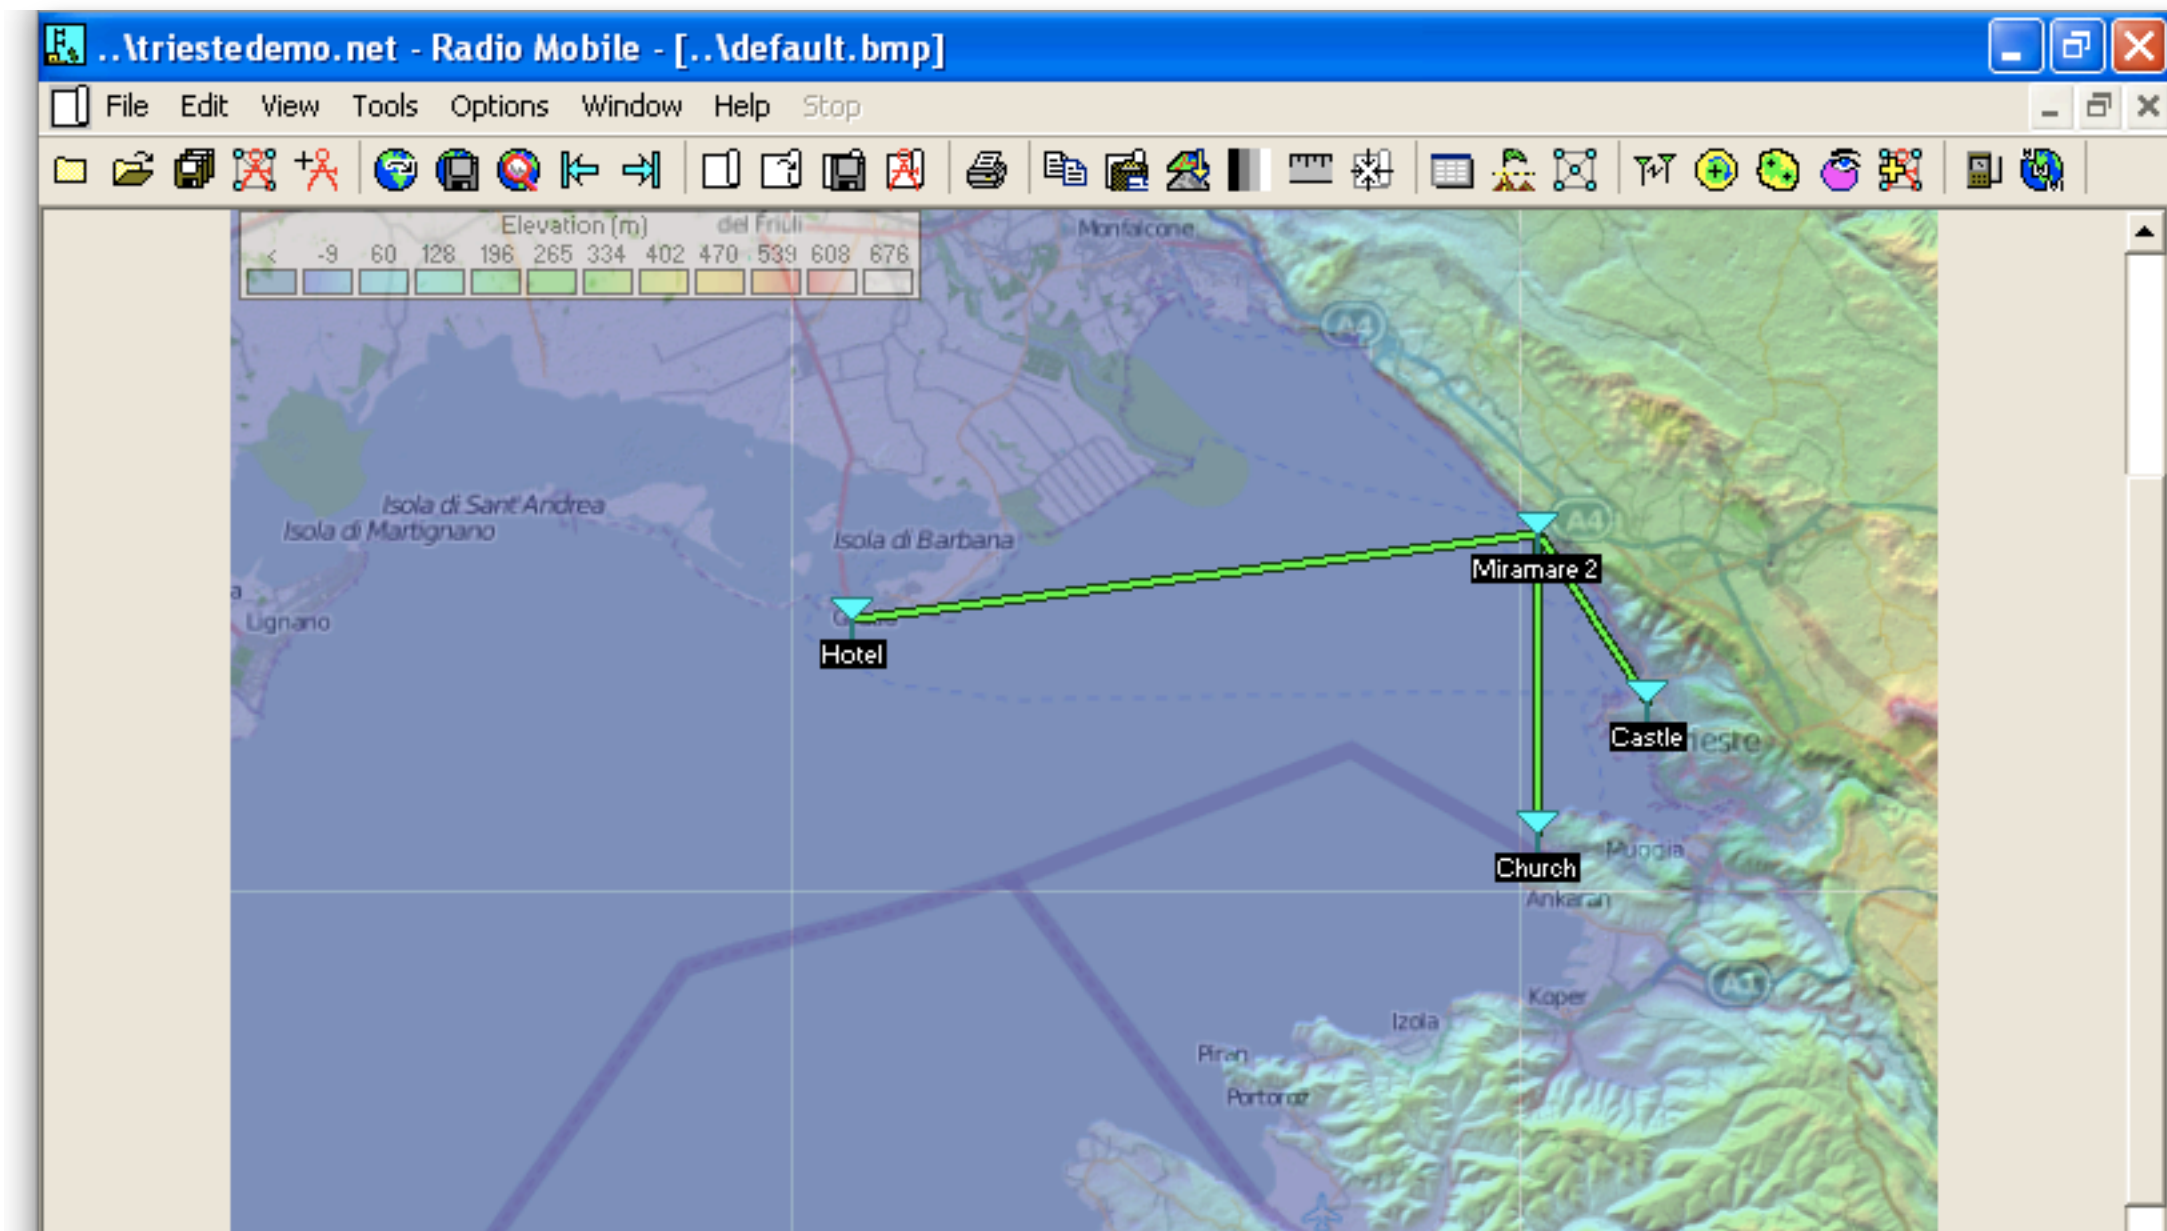 ..\triestedemo.net - Radio Mobile - [..\default.bmp]
File Edit View Tools Options Window Help Stop
Elevation (m)
< -9 60 128 196 265 334 402 470 539 608 676
del Friuli
Monfalcone
A4
Isola di Sant'Andrea
Isola di Martignano
Isola di Barbana
A4
Miramare 2
Lignano
Hotel
Castle
Church
Muggia
Ankaran
A1
Koper
Izola
Piran
Portoroz